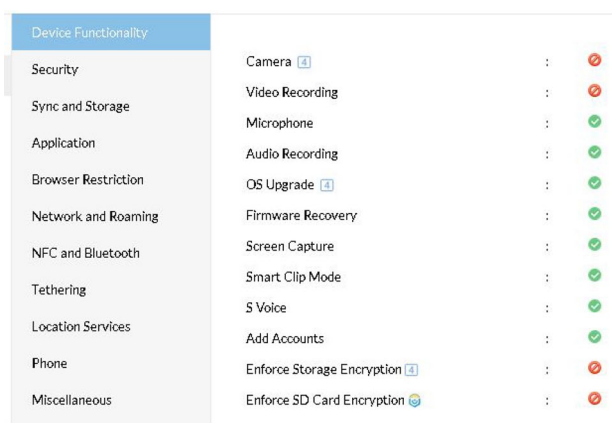 Device Functionality
Security
Sync and Storage
Application
Browser Restriction
Network and Roaming
NFC and Bluetooth
Tethering
Location Services
Phone
Miscellaneous
Camera 4 :
Video Recording :
Microphone :
Audio Recording :
OS Upgrade 4 :
Firmware Recovery :
Screen Capture :
Smart Clip Mode :
S Voice :
Add Accounts :
Enforce Storage Encryption 4 :
Enforce SD Card Encryption :